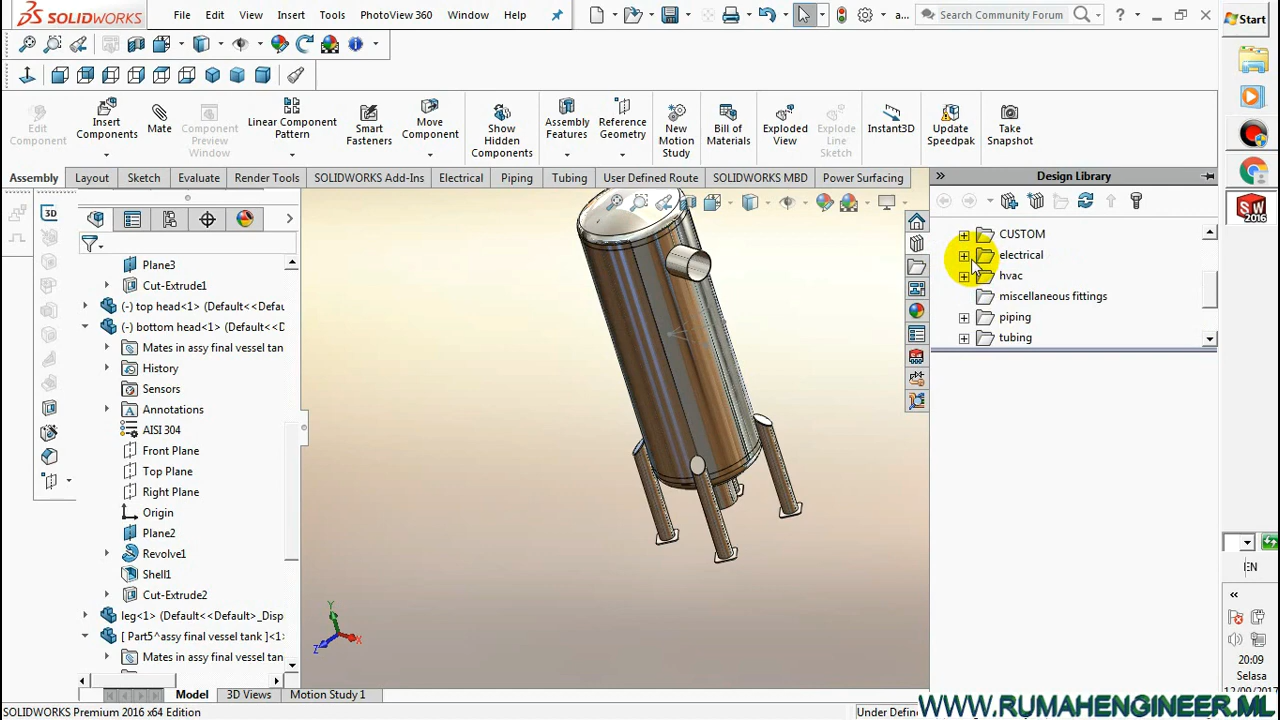 SOLIDWORKS
File Edit View Insert Tools PhotoView 360 Window Help
a...
Search Community Forum
?
Start
Edit Component
Insert Components
Mate
Component Preview Window
Linear Component Pattern
Smart Fasteners
Move Component
Show Hidden Components
Assembly Features
Reference Geometry
New Motion Study
Bill of Materials
Exploded View
Explode Line Sketch
Instant3D
Update Speedpak
Take Snapshot
Assembly Layout Sketch Evaluate Render Tools SOLIDWORKS Add-Ins Electrical Piping Tubing User Defined Route SOLIDWORKS MBD Power Surfacing
Design Library
3D
Plane3
Cut-Extrude1
(-) top head<1> (Default<<Defau
(-) bottom head<1> (Default<<D
Mates in assy final vessel tan
History
Sensors
Annotations
AISI 304
Front Plane
Top Plane
Right Plane
Origin
Plane2
Revolve1
Shell1
Cut-Extrude2
leg<1> (Default<<Default>_Disp
[ Part5^assy final vessel tank ]<1>
Mates in assy final vessel tan
CUSTOM
electrical
hvac
miscellaneous fittings
piping
tubing
Y
X
Z
SW
2016
EN
20:09
Selasa
12/09/2017
Model 3D Views Motion Study 1
SOLIDWORKS Premium 2016 x64 Edition
Under Define
WWW.RUMAHENGINEER.ML